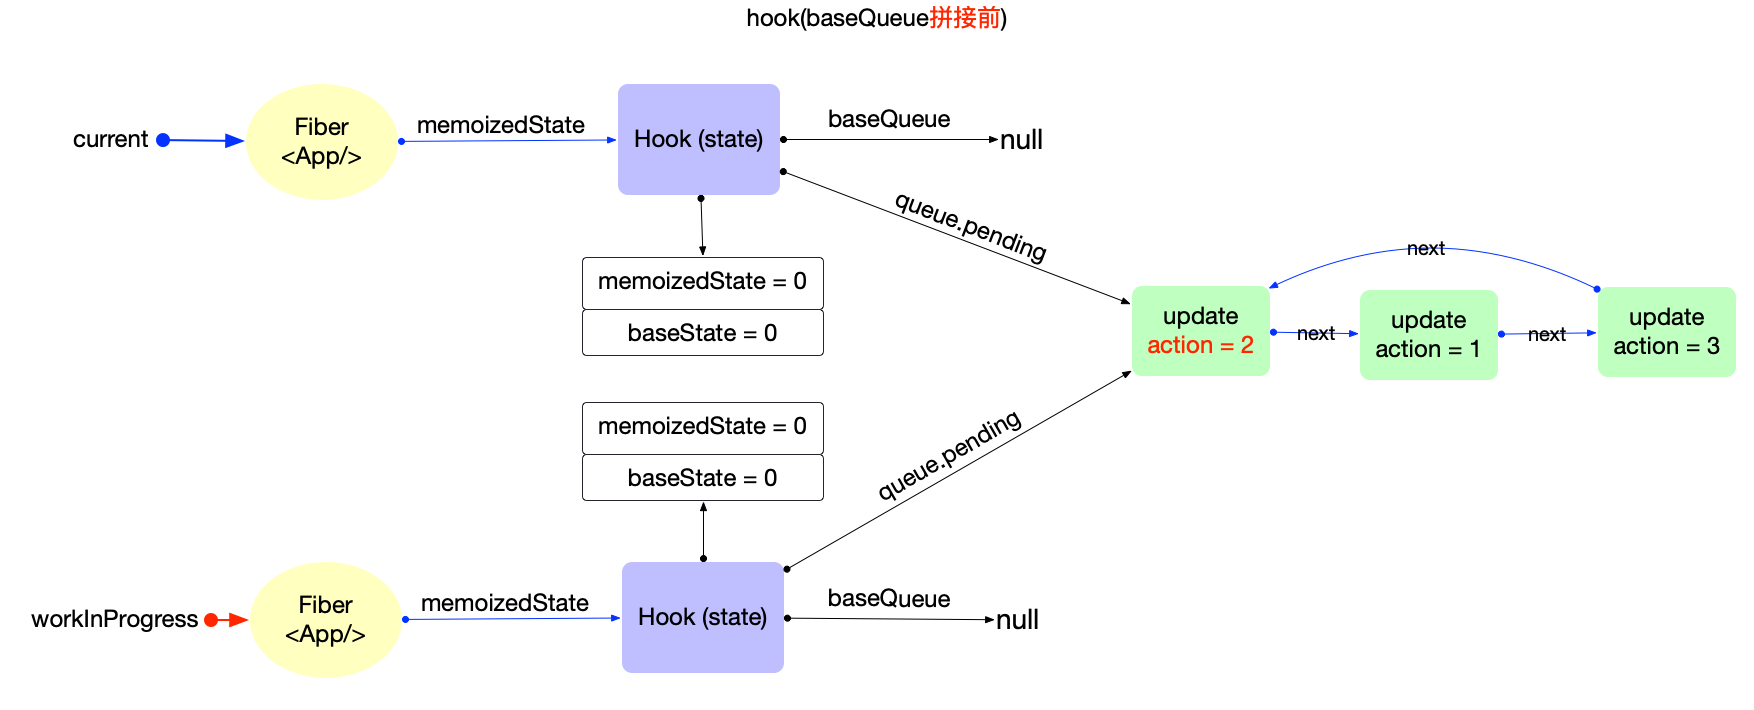 hook(baseQueue拼接前)
current
Fiber
<App/>
memoizedState
Hook (state)
baseQueue
null
queue.pending
memoizedState = 0
baseState = 0
next
update
action = 2
next
update
action = 1
next
update
action = 3
memoizedState = 0
baseState = 0
queue.pending
workInProgress
Fiber
<App/>
memoizedState
Hook (state)
baseQueue
null